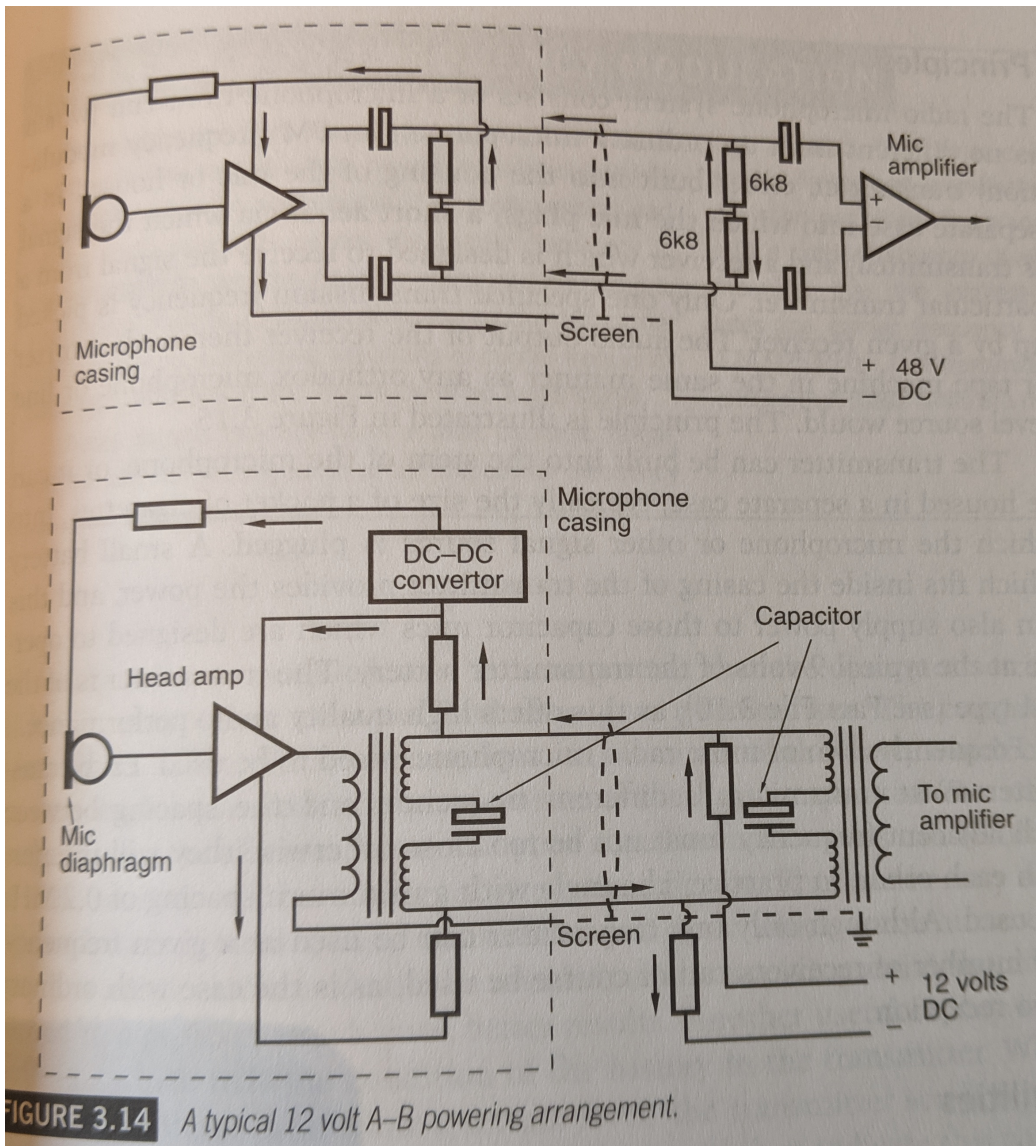 Mic
amplifier
+
6k8
6k8
–
Screen
Microphone
casing
+ 48 V
– DC
Microphone
casing
DC–DC
convertor
Capacitor
Head amp
To mic
amplifier
Mic
diaphragm
Screen
+ 12 volts
– DC
FIGURE 3.14 A typical 12 volt A–B powering arrangement.